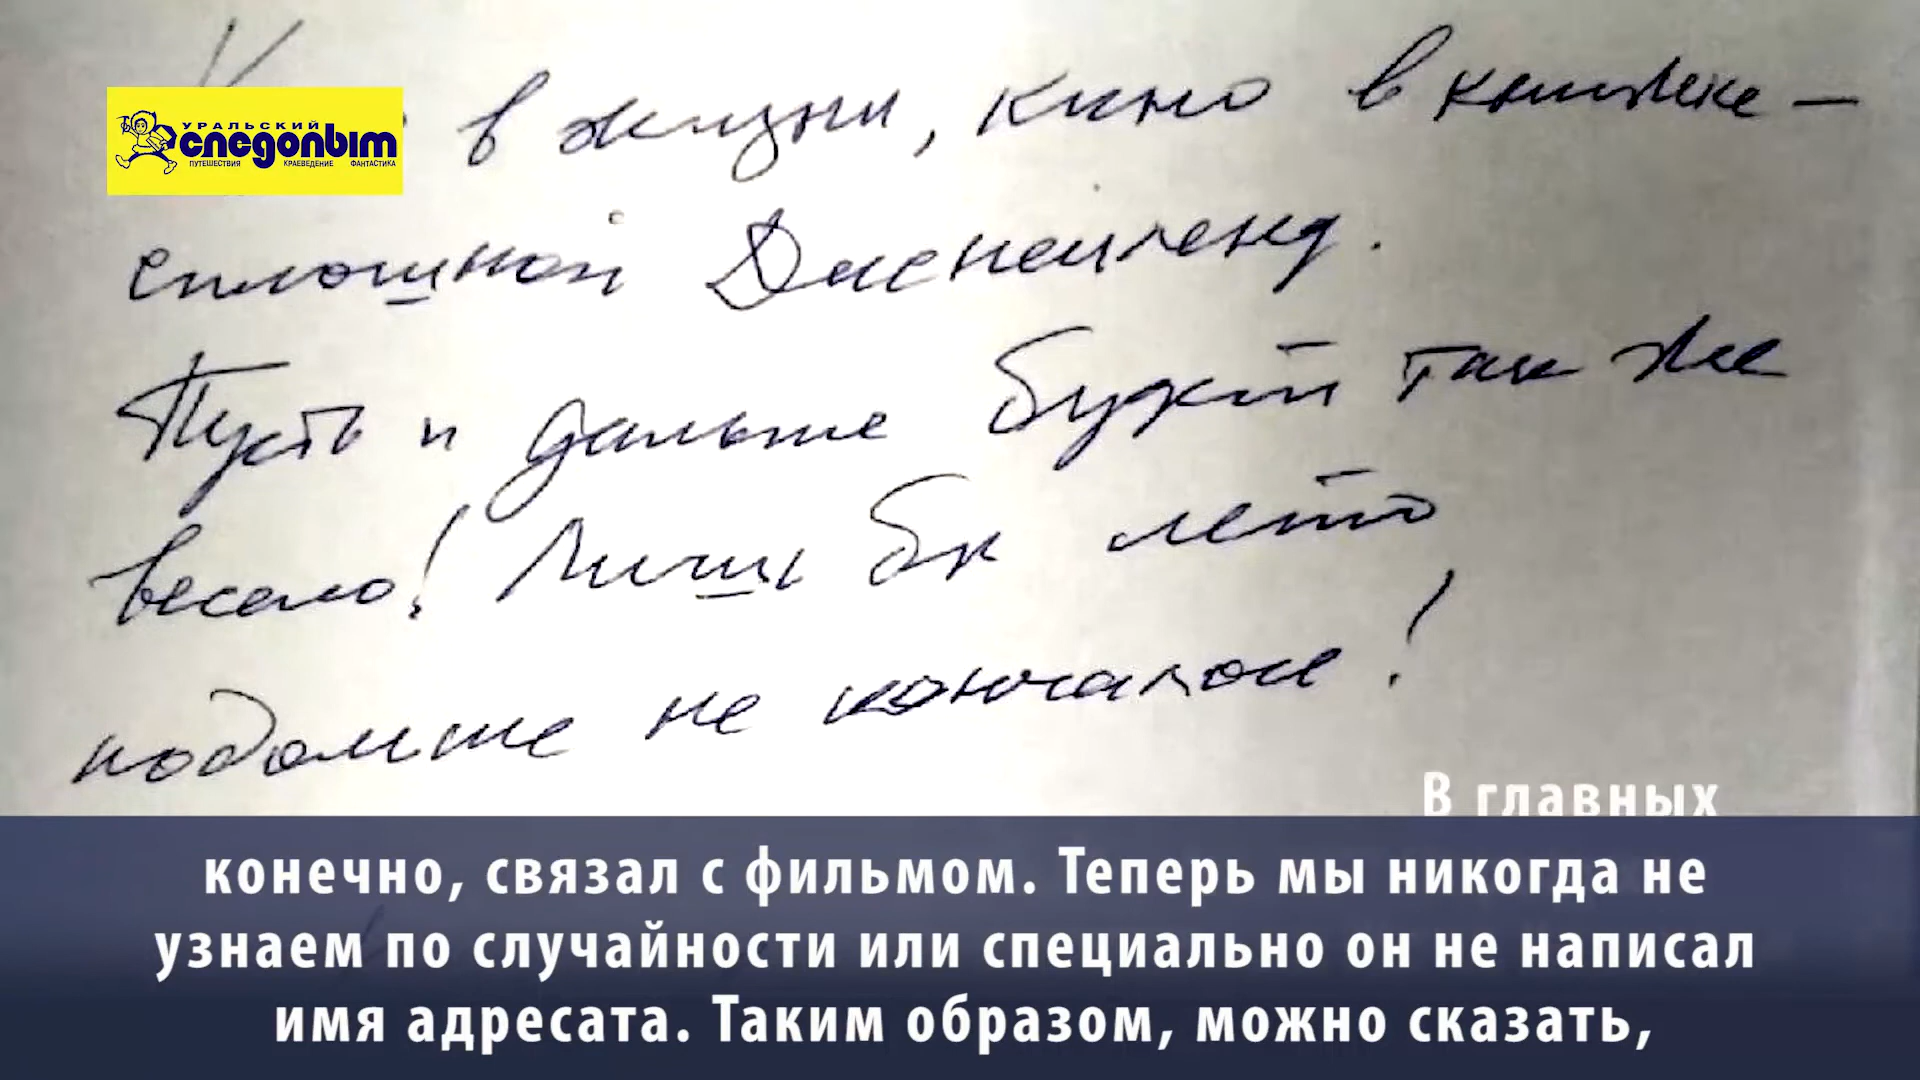 УРАЛЬСКИЙ
СЛЕДОПЫТ
ПУТЕШЕСТВИЯ КРАЕВЕДЕНИЕ ФАНТАСТИКА
в жизни, кино в книжке –
сплошной Диснейленд.
Пусть и дальше будет так же
весело! Лишь бы лето
подольше не кончалось!
В главных
конечно, связал с фильмом. Теперь мы никогда не
узнаем по случайности или специально он не написал
имя адресата. Таким образом, можно сказать,